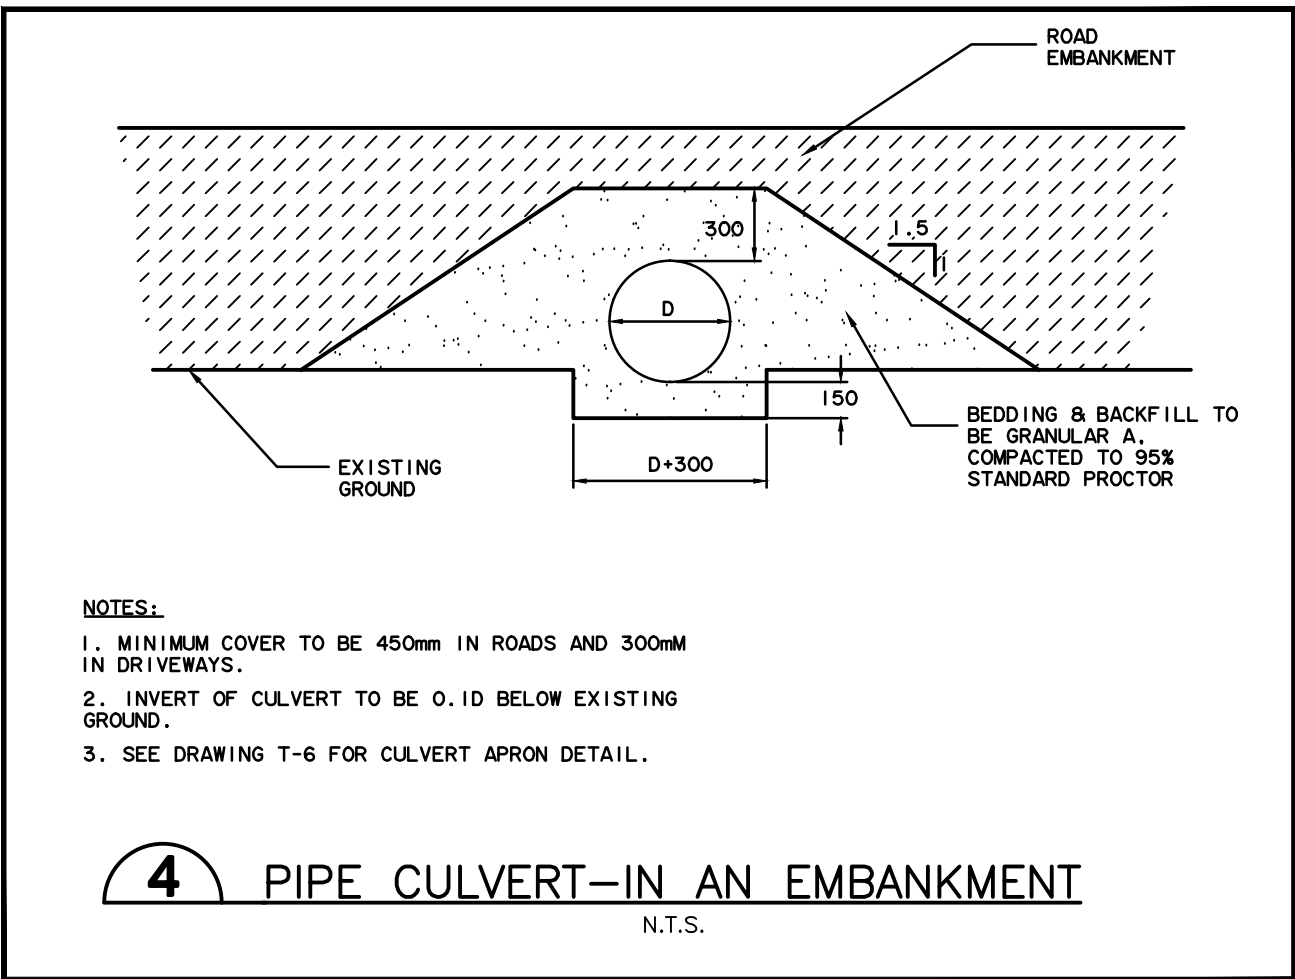 ROAD
EMBANKMENT
300
1.5
1
D
150
BEDDING & BACKFILL TO
BE GRANULAR A,
COMPACTED TO 95%
STANDARD PROCTOR
D+300
EXISTING
GROUND
NOTES:
1. MINIMUM COVER TO BE 450mm IN ROADS AND 300mM
IN DRIVEWAYS.
2. INVERT OF CULVERT TO BE 0.1D BELOW EXISTING
GROUND.
3. SEE DRAWING T-6 FOR CULVERT APRON DETAIL.
4 PIPE CULVERT-IN AN EMBANKMENT
N.T.S.